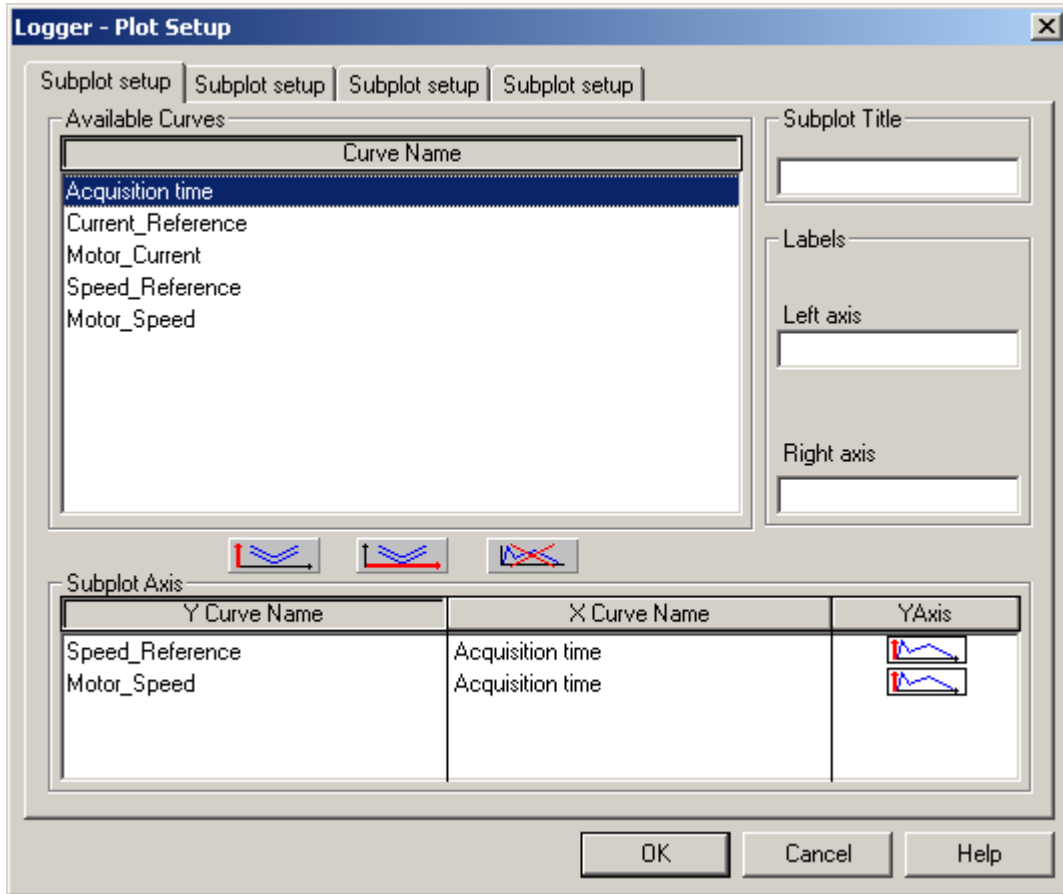 Logger - Plot Setup
Subplot setup Subplot setup Subplot setup Subplot setup
Available Curves
Curve Name
Acquisition time
Current_Reference
Motor_Current
Speed_Reference
Motor_Speed
Subplot Title
Labels
Left axis
Right axis
Subplot Axis
Y Curve Name X Curve Name YAxis
Speed_Reference Acquisition time
Motor_Speed Acquisition time
OK Cancel Help